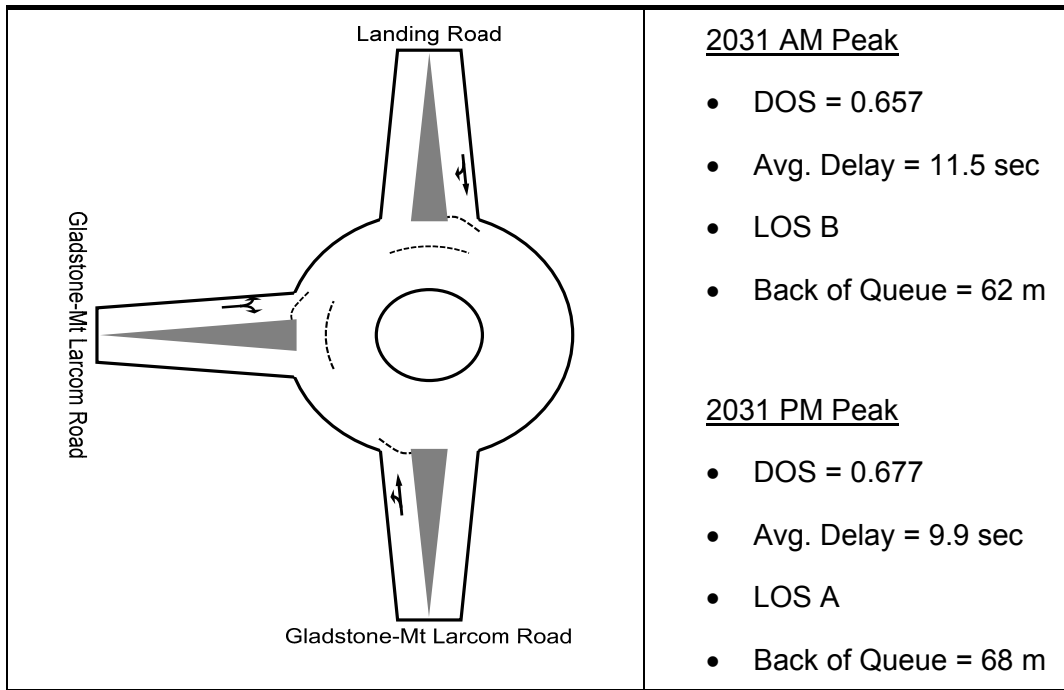 Landing Road
Gladstone-Mt Larcom Road
Gladstone-Mt Larcom Road
2031 AM Peak
• DOS = 0.657
• Avg. Delay = 11.5 sec
• LOS B
• Back of Queue = 62 m
2031 PM Peak
• DOS = 0.677
• Avg. Delay = 9.9 sec
• LOS A
• Back of Queue = 68 m